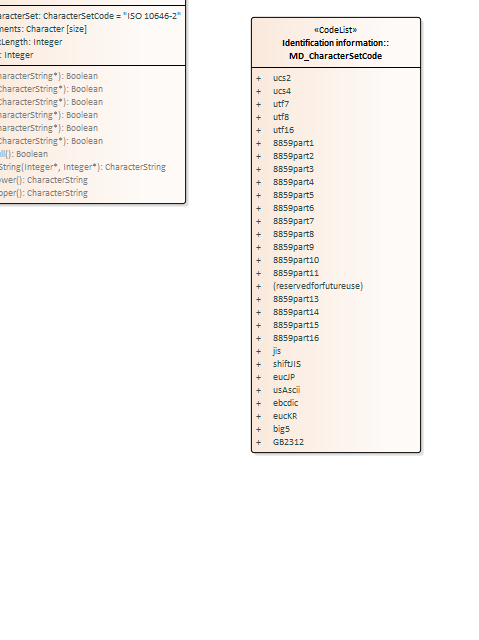 aracterSet: CharacterSetCode = "ISO 10646-2"
ments: Character [size]
Length: Integer
: Integer
haracterString*): Boolean
CharacterString*): Boolean
CharacterString*): Boolean
haracterString*): Boolean
haracterString*): Boolean
CharacterString*): Boolean
ll(): Boolean
String(Integer*, Integer*): CharacterString
ower(): CharacterString
pper(): CharacterString
«CodeList»
Identification information::
MD_CharacterSetCode
+ ucs2
+ ucs4
+ utf7
+ utf8
+ utf16
+ 8859part1
+ 8859part2
+ 8859part3
+ 8859part4
+ 8859part5
+ 8859part6
+ 8859part7
+ 8859part8
+ 8859part9
+ 8859part10
+ 8859part11
+ (reservedforfutureuse)
+ 8859part13
+ 8859part14
+ 8859part15
+ 8859part16
+ jis
+ shiftJIS
+ eucJP
+ usAscii
+ ebcdic
+ eucKR
+ big5
+ GB2312